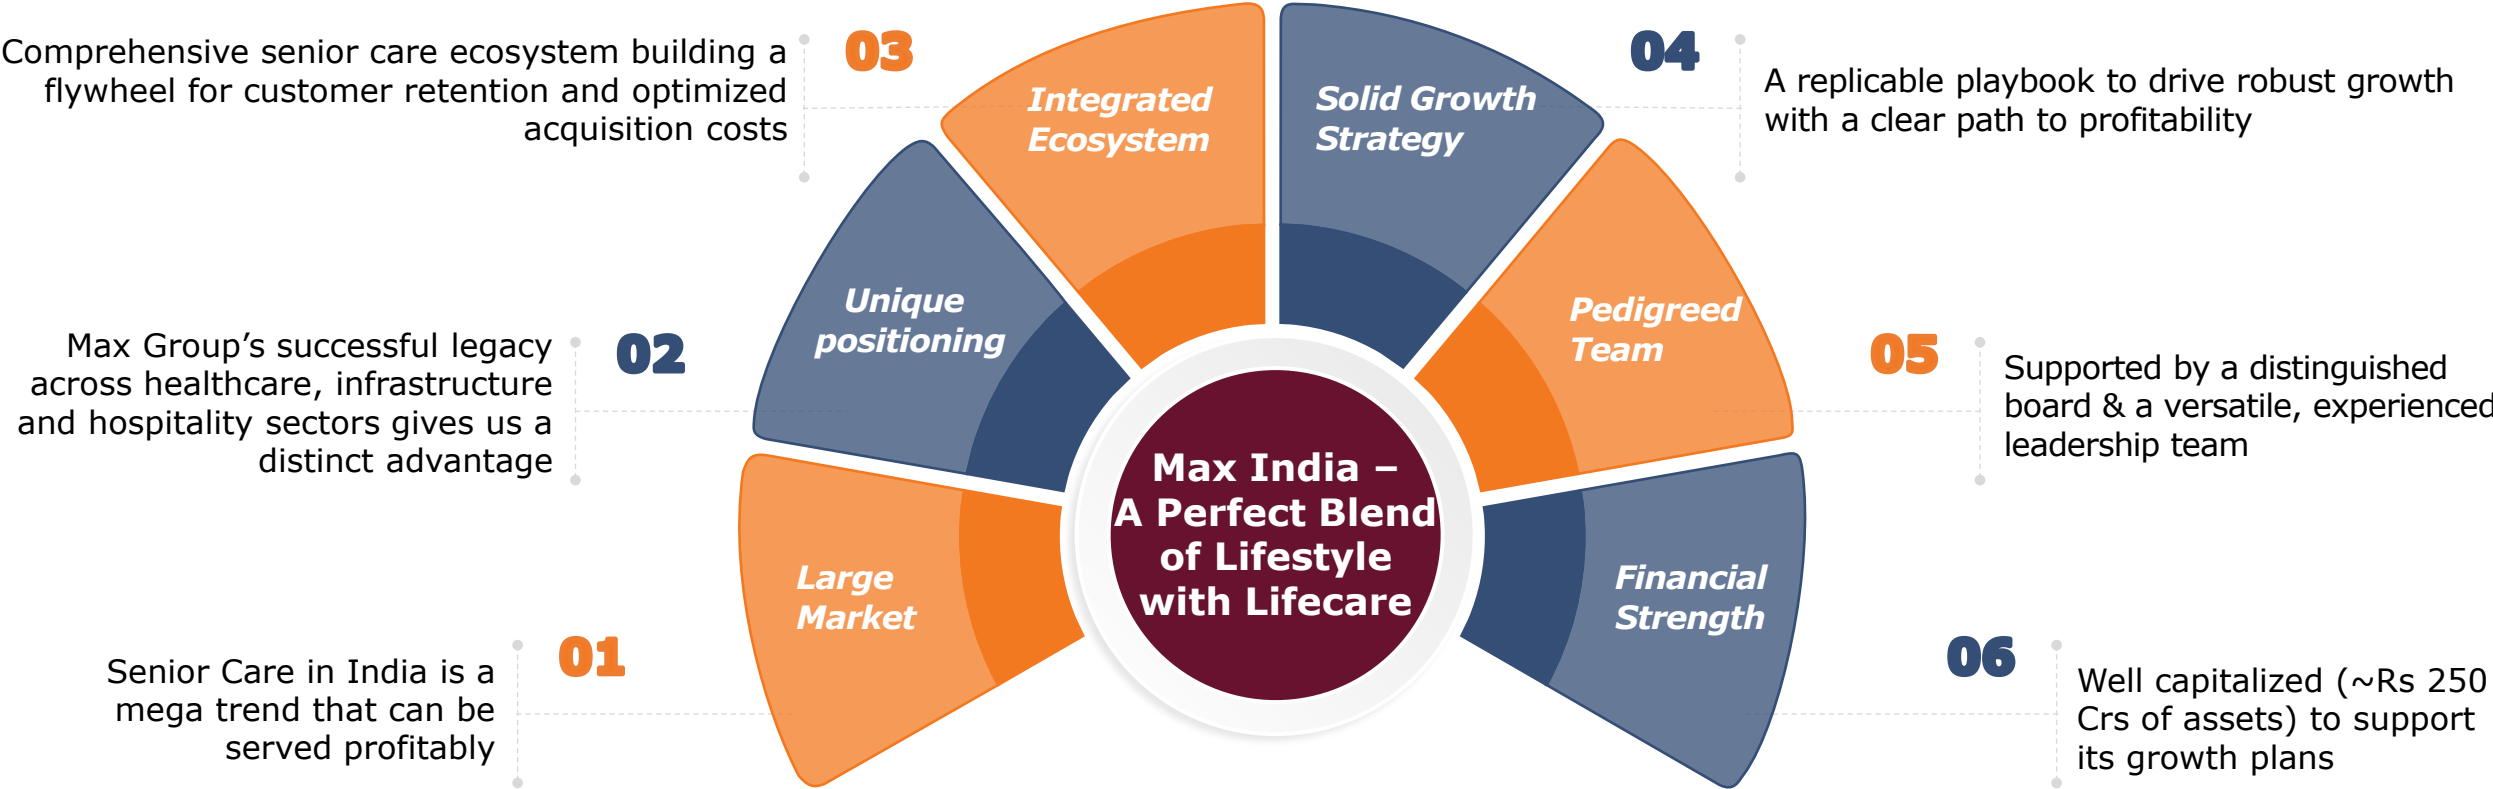 01
Large
Market
Senior Care in India is a
mega trend that can be
served profitably
02
Unique
positioning
Max Group’s successful legacy
across healthcare, infrastructure
and hospitality sectors gives us a
distinct advantage
03
Integrated
Ecosystem
Comprehensive senior care ecosystem building a
flywheel for customer retention and optimized
acquisition costs
04
Solid Growth
Strategy
A replicable playbook to drive robust growth
with a clear path to profitability
05
Pedigreed
Team
Supported by a distinguished
board & a versatile, experienced
leadership team
06
Financial
Strength
Well capitalized (~Rs 250
Crs of assets) to support
its growth plans
Max India –
A Perfect Blend
of Lifestyle
with Lifecare